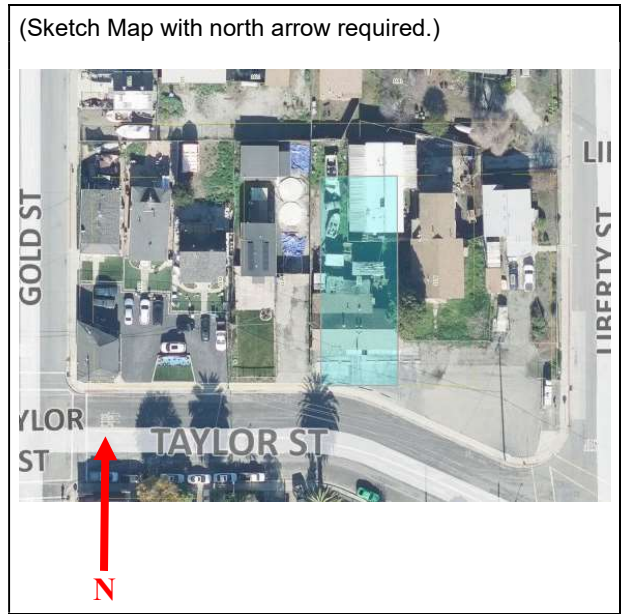 (Sketch Map with north arrow required.)
LI
GOLD ST
LIBERTY ST
YLOR
ST
TAYLOR ST
N